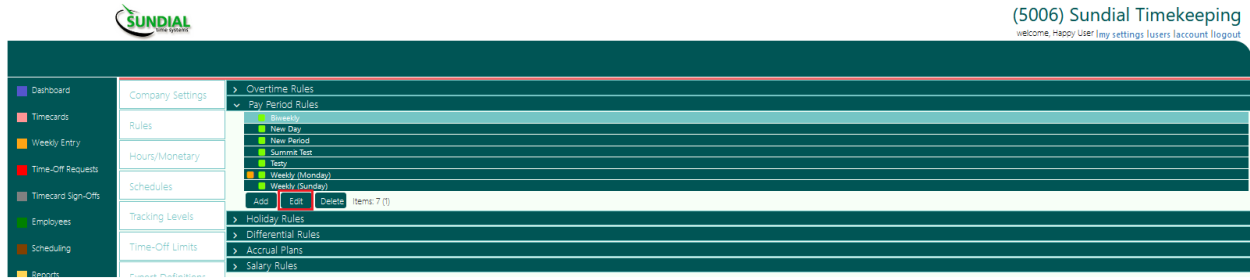 SUNDIAL
time systems
(5006) Sundial Timekeeping
welcome, Happy User |my settings |users |account |logout
Dashboard
Timecards
Weekly Entry
Time-Off Requests
Timecard Sign-Offs
Employees
Scheduling
Reports
Company Settings
Rules
Hours/Monetary
Schedules
Tracking Levels
Time-Off Limits
Export Definitions
Overtime Rules
Pay Period Rules
Biweekly
New Day
New Period
Summit Test
Testy
Weekly (Monday)
Weekly (Sunday)
Add Edit Delete Items: 7 (1)
Holiday Rules
Differential Rules
Accrual Plans
Salary Rules